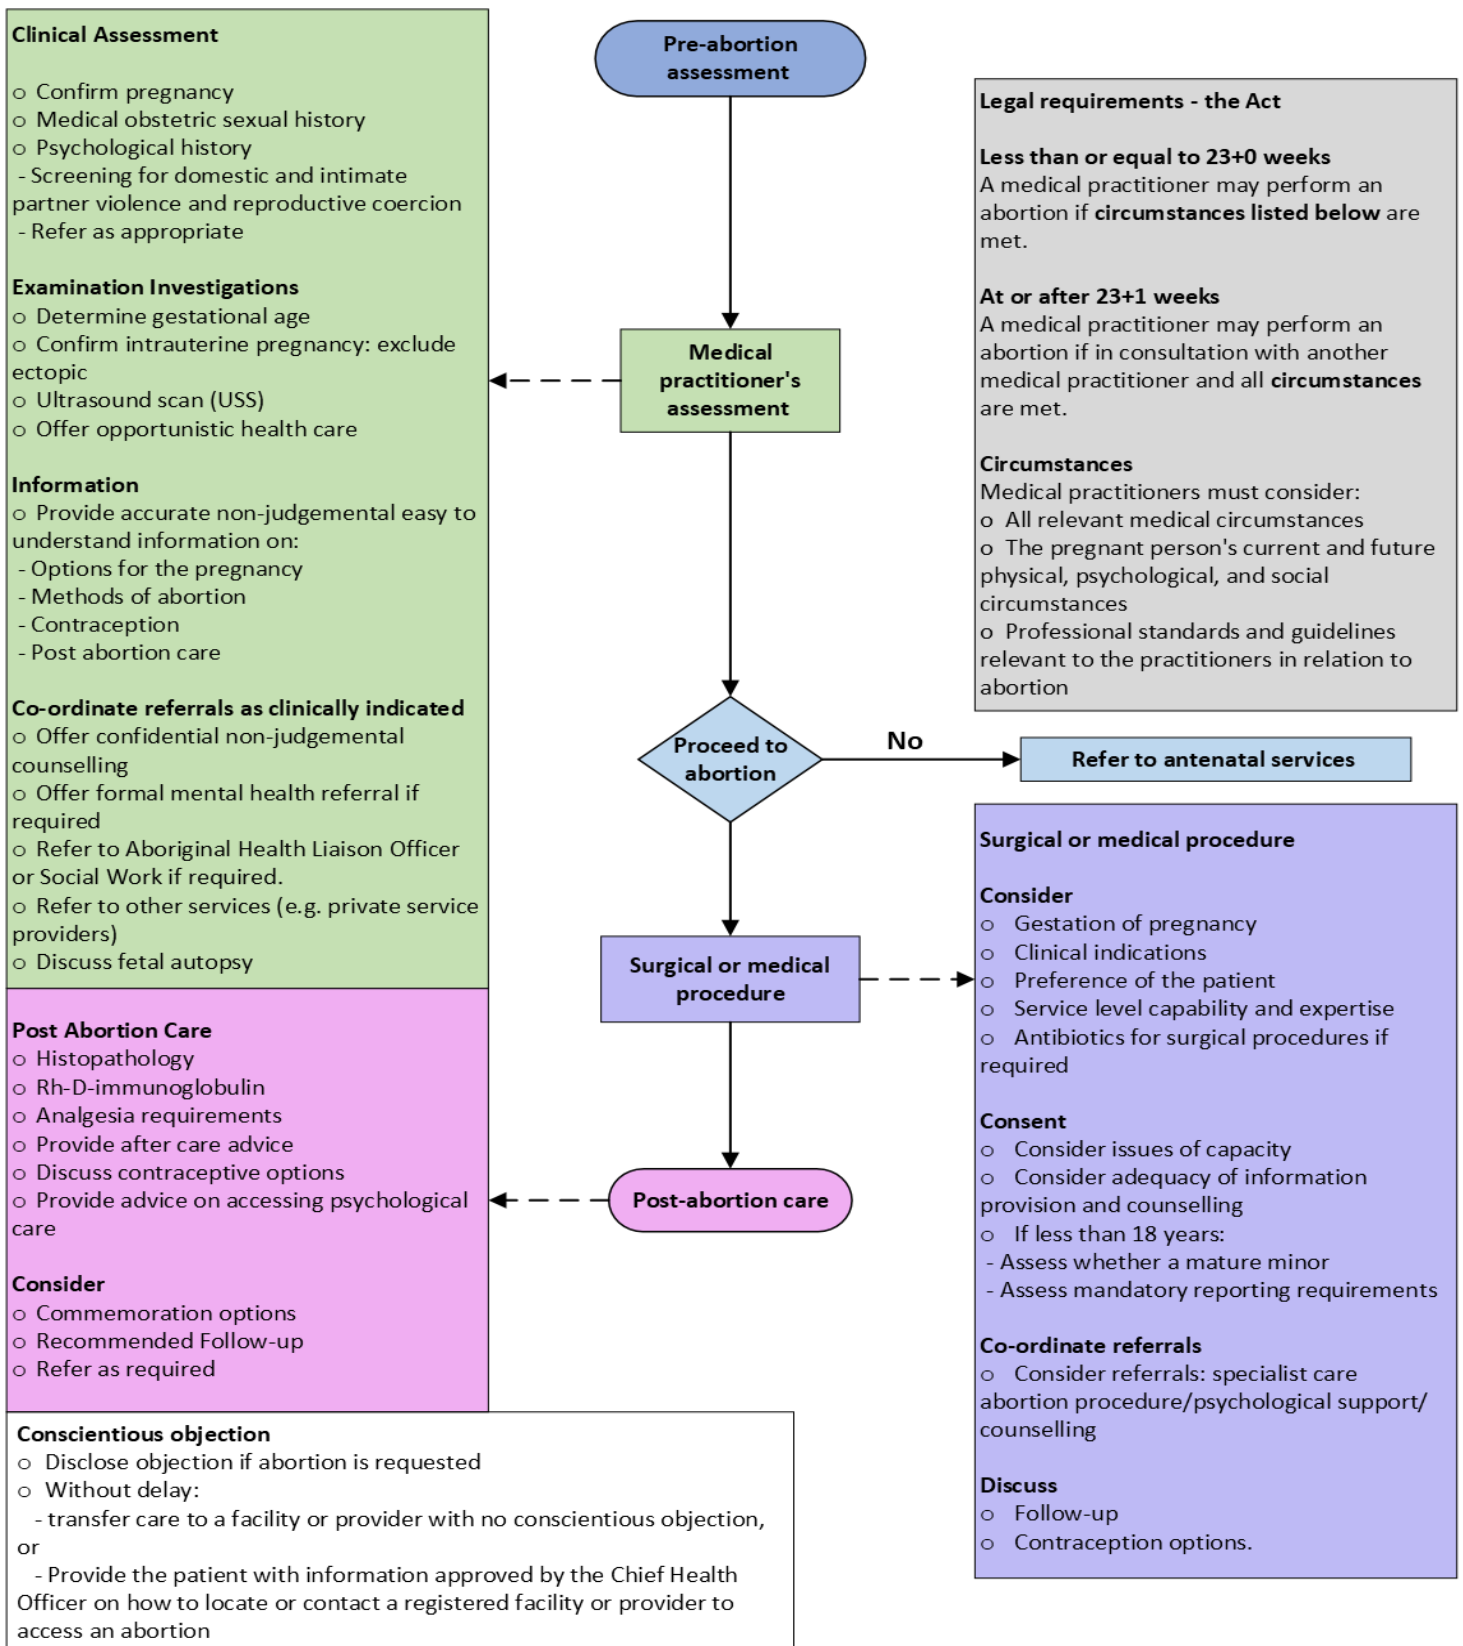 Clinical Assessment
o Confirm pregnancy
o Medical obstetric sexual history
o Psychological history
- Screening for domestic and intimate
partner violence and reproductive coercion
- Refer as appropriate
Examination Investigations
o Determine gestational age
o Confirm intrauterine pregnancy: exclude
ectopic
o Ultrasound scan (USS)
o Offer opportunistic health care
Information
o Provide accurate non-judgemental easy to
understand information on:
- Options for the pregnancy
- Methods of abortion
- Contraception
- Post abortion care
Co-ordinate referrals as clinically indicated
o Offer confidential non-judgemental
counselling
o Offer formal mental health referral if
required
o Refer to Aboriginal Health Liaison Officer
or Social Work if required.
o Refer to other services (e.g. private service
providers)
o Discuss fetal autopsy
Post Abortion Care
o Histopathology
o Rh-D-immunoglobulin
o Analgesia requirements
o Provide after care advice
o Discuss contraceptive options
o Provide advice on accessing psychological
care
Consider
o Commemoration options
o Recommended Follow-up
o Refer as required
Conscientious objection
o Disclose objection if abortion is requested
o Without delay:
- transfer care to a facility or provider with no conscientious objection,
or
- Provide the patient with information approved by the Chief Health
Officer on how to locate or contact a registered facility or provider to
access an abortion
Pre-abortion
assessment
Medical
practitioner's
assessment
Proceed to
abortion
No
Refer to antenatal services
Surgical or medical
procedure
Post-abortion care
Legal requirements - the Act
Less than or equal to 23+0 weeks
A medical practitioner may perform an
abortion if circumstances listed below are
met.
At or after 23+1 weeks
A medical practitioner may perform an
abortion if in consultation with another
medical practitioner and all circumstances
are met.
Circumstances
Medical practitioners must consider:
o All relevant medical circumstances
o The pregnant person's current and future
physical, psychological, and social
circumstances
o Professional standards and guidelines
relevant to the practitioners in relation to
abortion
Surgical or medical procedure
Consider
o Gestation of pregnancy
o Clinical indications
o Preference of the patient
o Service level capability and expertise
o Antibiotics for surgical procedures if
required
Consent
o Consider issues of capacity
o Consider adequacy of information
provision and counselling
o If less than 18 years:
- Assess whether a mature minor
- Assess mandatory reporting requirements
Co-ordinate referrals
o Consider referrals: specialist care
abortion procedure/psychological support/
counselling
Discuss
o Follow-up
o Contraception options.